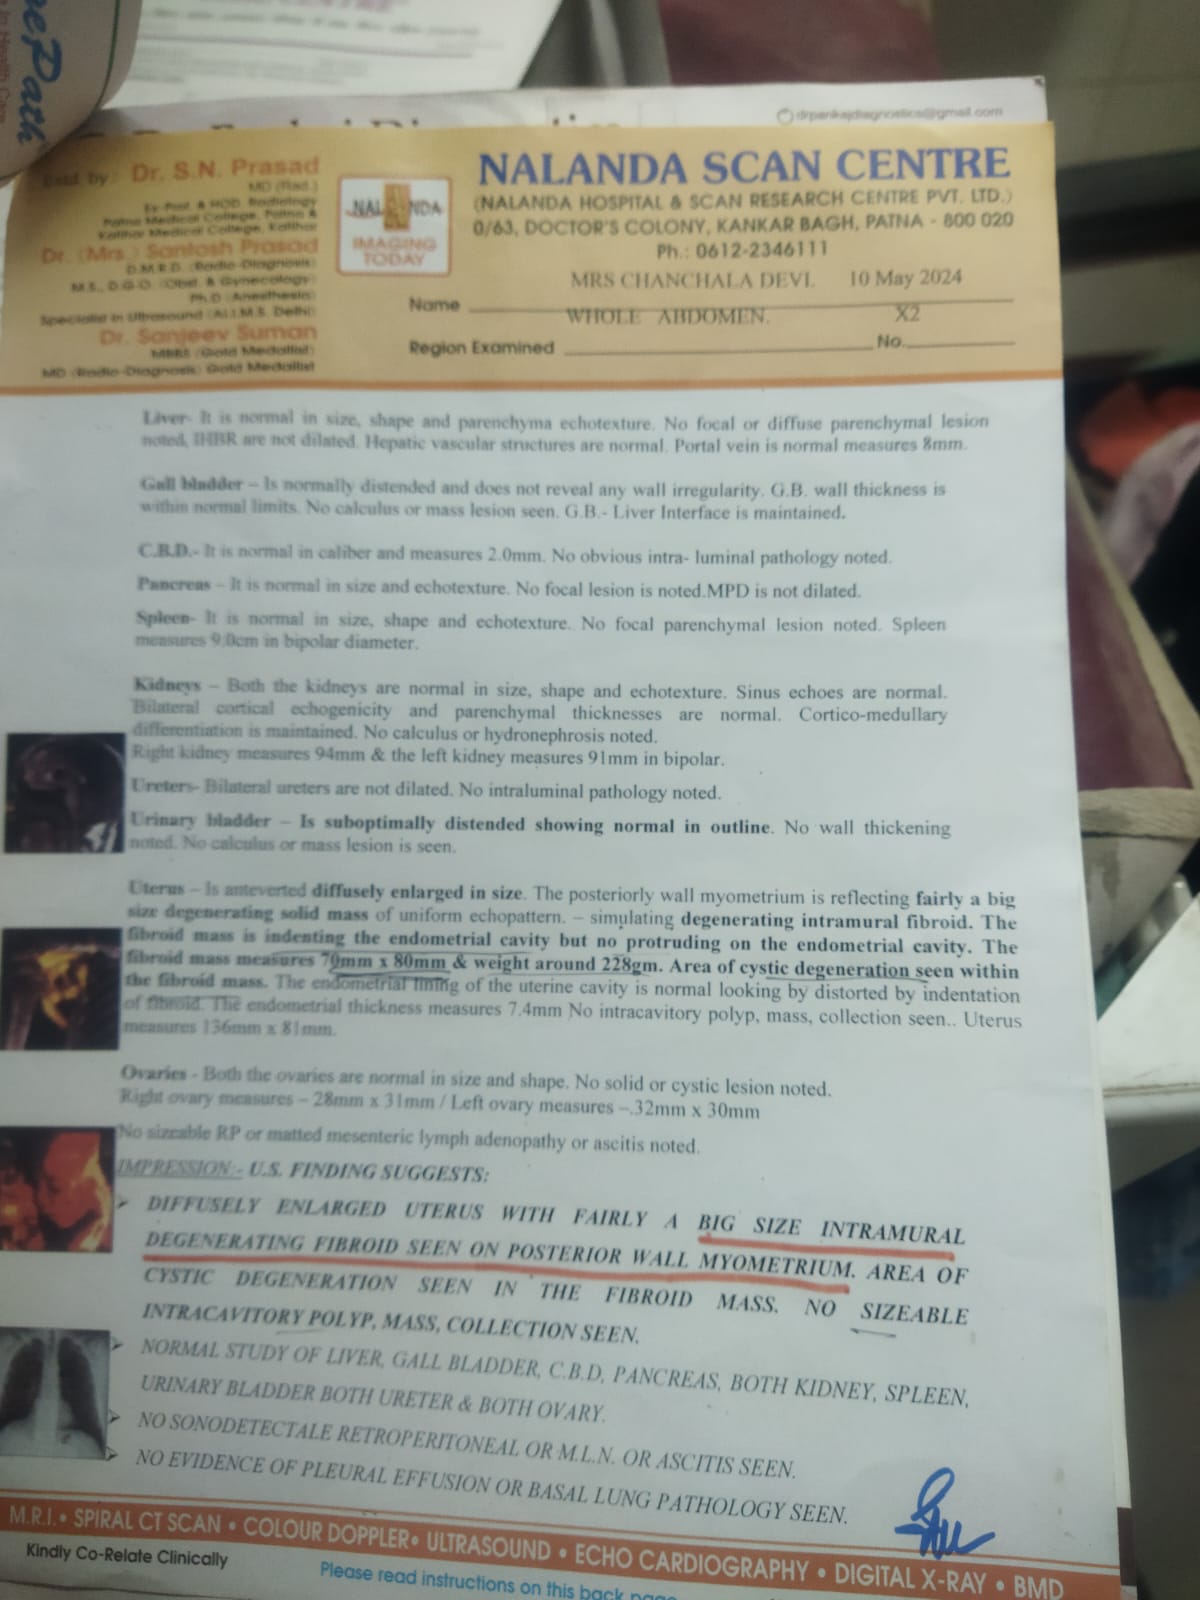 ePath
in Health Care
drpankajdiagnostics@gmail.com
Estd by : Dr. S.N. Prasad
MD (Rad.)
Ex-Prof. & HOD. Radiology
Patna Medical College, Patna &
Katihar Medical College, Katihar
Dr. (Mrs.) Santosh Prasad
D.M.R.D. (Radio-Diagnosis)
M.S., D.G.O. (Obst. & Gynecology)
Ph.D (Anesthesia)
Specialist in Ultrasound (A.I.I.M.S. Delhi)
Dr. Sanjeev Suman
MBBS (Gold Medallist)
MD (Radio-Diagnosis) Gold Medallist
NALANDA
IMAGING
TODAY
NALANDA SCAN CENTRE
(NALANDA HOSPITAL & SCAN RESEARCH CENTRE PVT. LTD.)
0/63, DOCTOR'S COLONY, KANKAR BAGH, PATNA - 800 020
Ph.: 0612-2346111
Name MRS CHANCHALA DEVI. 10 May 2024
Region Examined WHOLE ABDOMEN. No. X2
Liver- It is normal in size, shape and parenchyma echotexture. No focal or diffuse parenchymal lesion
noted, IHBR are not dilated. Hepatic vascular structures are normal. Portal vein is normal measures 8mm.
Gall bladder – Is normally distended and does not reveal any wall irregularity. G.B. wall thickness is
within normal limits. No calculus or mass lesion seen. G.B.- Liver Interface is maintained.
C.B.D.- It is normal in caliber and measures 2.0mm. No obvious intra- luminal pathology noted.
Pancreas – It is normal in size and echotexture. No focal lesion is noted.MPD is not dilated.
Spleen- It is normal in size, shape and echotexture. No focal parenchymal lesion noted. Spleen
measures 9.0cm in bipolar diameter.
Kidneys – Both the kidneys are normal in size, shape and echotexture. Sinus echoes are normal.
Bilateral cortical echogenicity and parenchymal thicknesses are normal. Cortico-medullary
differentiation is maintained. No calculus or hydronephrosis noted.
Right kidney measures 94mm & the left kidney measures 91mm in bipolar.
Ureters- Bilateral ureters are not dilated. No intraluminal pathology noted.
Urinary bladder – Is suboptimally distended showing normal in outline. No wall thickening
noted. No calculus or mass lesion is seen.
Uterus – Is anteverted diffusely enlarged in size. The posteriorly wall myometrium is reflecting fairly a big
size degenerating solid mass of uniform echopattern. – simulating degenerating intramural fibroid. The
fibroid mass is indenting the endometrial cavity but no protruding on the endometrial cavity. The
fibroid mass measures 70mm x 80mm & weight around 228gm. Area of cystic degeneration seen within
the fibroid mass. The endometrial lining of the uterine cavity is normal looking by distorted by indentation
of fibroid. The endometrial thickness measures 7.4mm No intracavitory polyp, mass, collection seen.. Uterus
measures 136mm x 81mm.
Ovaries - Both the ovaries are normal in size and shape. No solid or cystic lesion noted.
Right ovary measures – 28mm x 31mm / Left ovary measures –.32mm x 30mm
No sizeable RP or matted mesenteric lymph adenopathy or ascitis noted.
IMPRESSION:- U.S. FINDING SUGGESTS:
➢ DIFFUSELY ENLARGED UTERUS WITH FAIRLY A BIG SIZE INTRAMURAL
DEGENERATING FIBROID SEEN ON POSTERIOR WALL MYOMETRIUM. AREA OF
CYSTIC DEGENERATION SEEN IN THE FIBROID MASS. NO SIZEABLE
INTRACAVITORY POLYP, MASS, COLLECTION SEEN.
➢ NORMAL STUDY OF LIVER, GALL BLADDER, C.B.D, PANCREAS, BOTH KIDNEY, SPLEEN,
URINARY BLADDER BOTH URETER & BOTH OVARY.
➢ NO SONODETECTALE RETROPERITONEAL OR M.L.N. OR ASCITIS SEEN.
➢ NO EVIDENCE OF PLEURAL EFFUSION OR BASAL LUNG PATHOLOGY SEEN.
M.R.I. • SPIRAL CT SCAN • COLOUR DOPPLER • ULTRASOUND • ECHO CARDIOGRAPHY • DIGITAL X-RAY • BMD
Kindly Co-Relate Clinically
Please read instructions on this back page